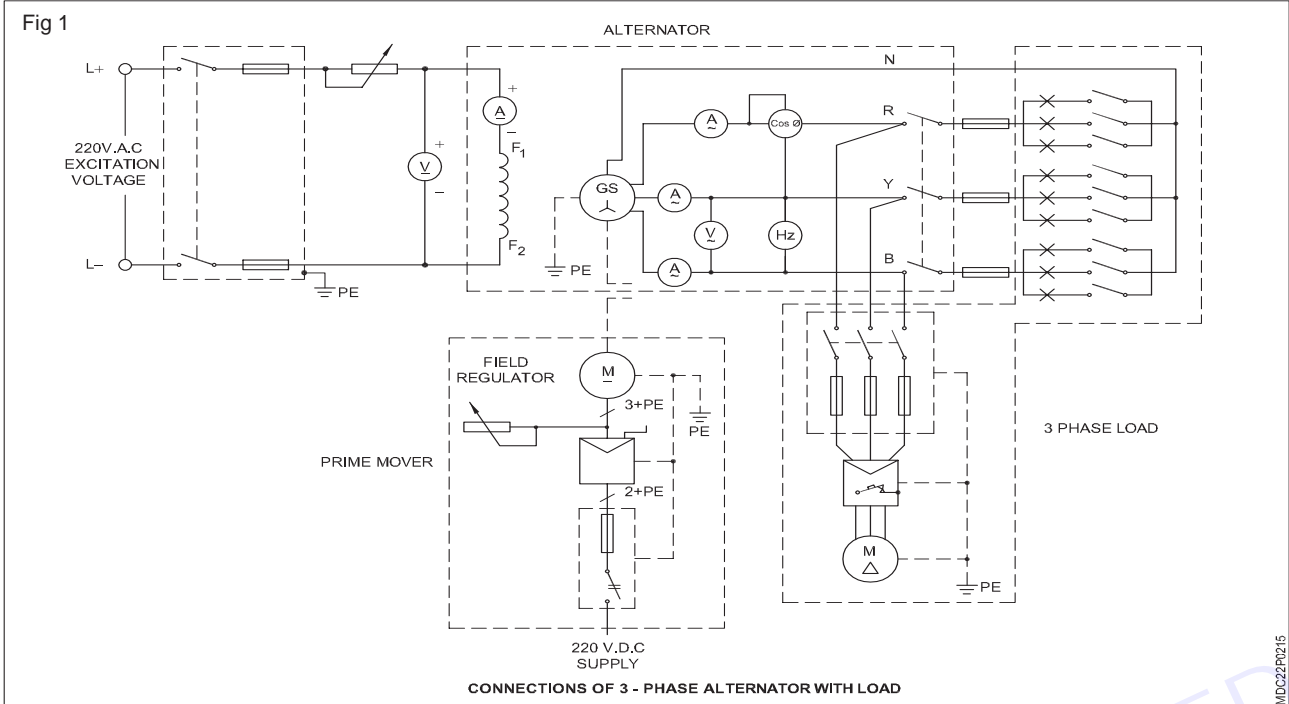 Fig 1
ALTERNATOR
L+
220V.A.C
EXCITATION
VOLTAGE
L–
PE
+
V
–
+
A
–
F1
F2
GS
PE
A
~
A
~
A
~
V
~
Cos Ø
Hz
N
R
Y
B
FIELD
REGULATOR
M
3+PE
PE
PRIME MOVER
2+PE
220 V.D.C
SUPPLY
3 PHASE LOAD
M
PE
CONNECTIONS OF 3 - PHASE ALTERNATOR WITH LOAD
MDC22P0215